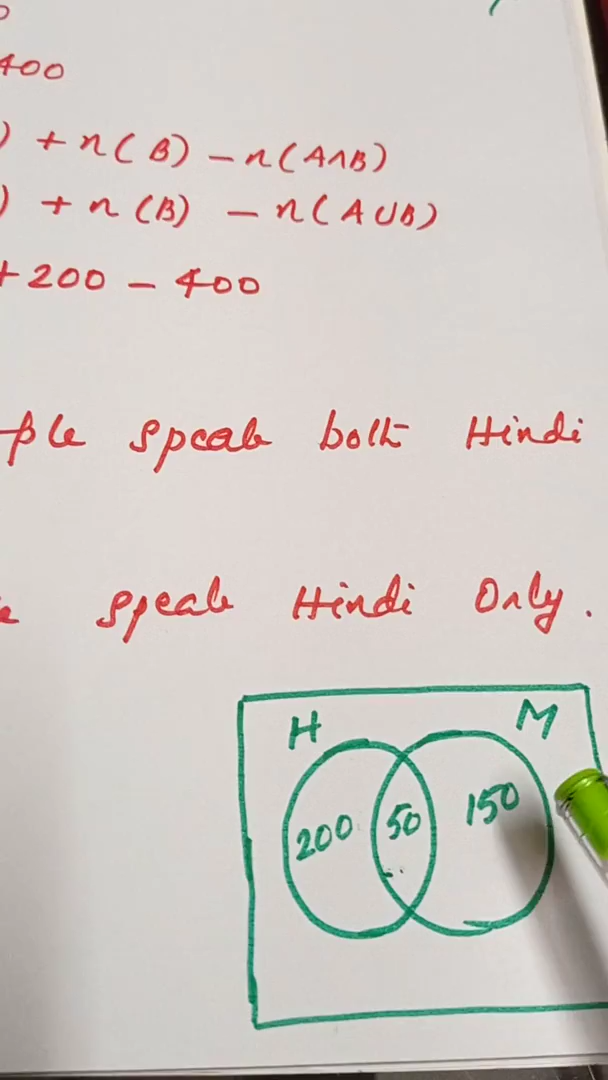 400
) + n(B) - n(A∩B)
) + n(B) - n(A∪B)
+ 200 - 400
ple speak both Hindi
speak Hindi Only.
H M
200 50 150